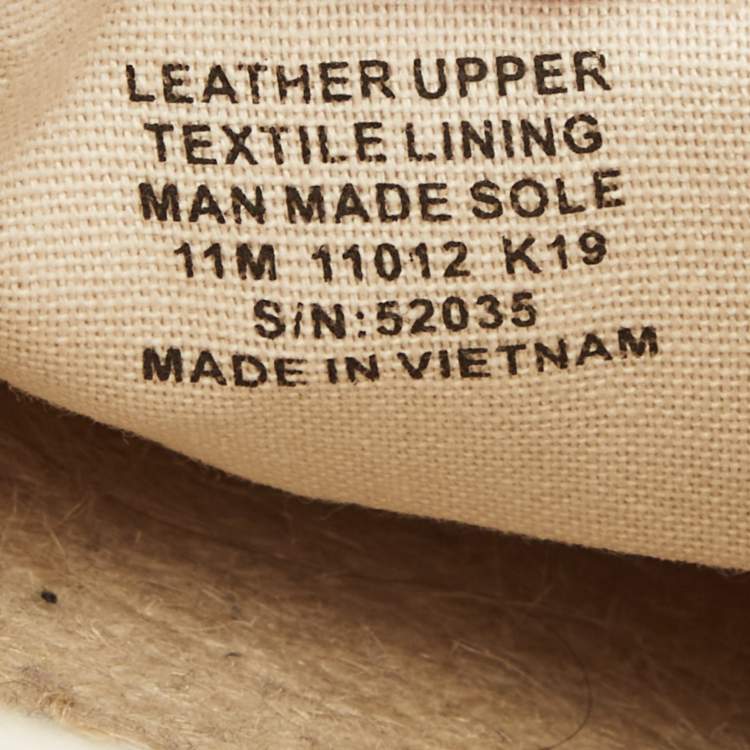 LEATHER UPPER
TEXTILE LINING
MAN MADE SOLE
11M 11012 K19
S/N:52035
MADE IN VIETNAM